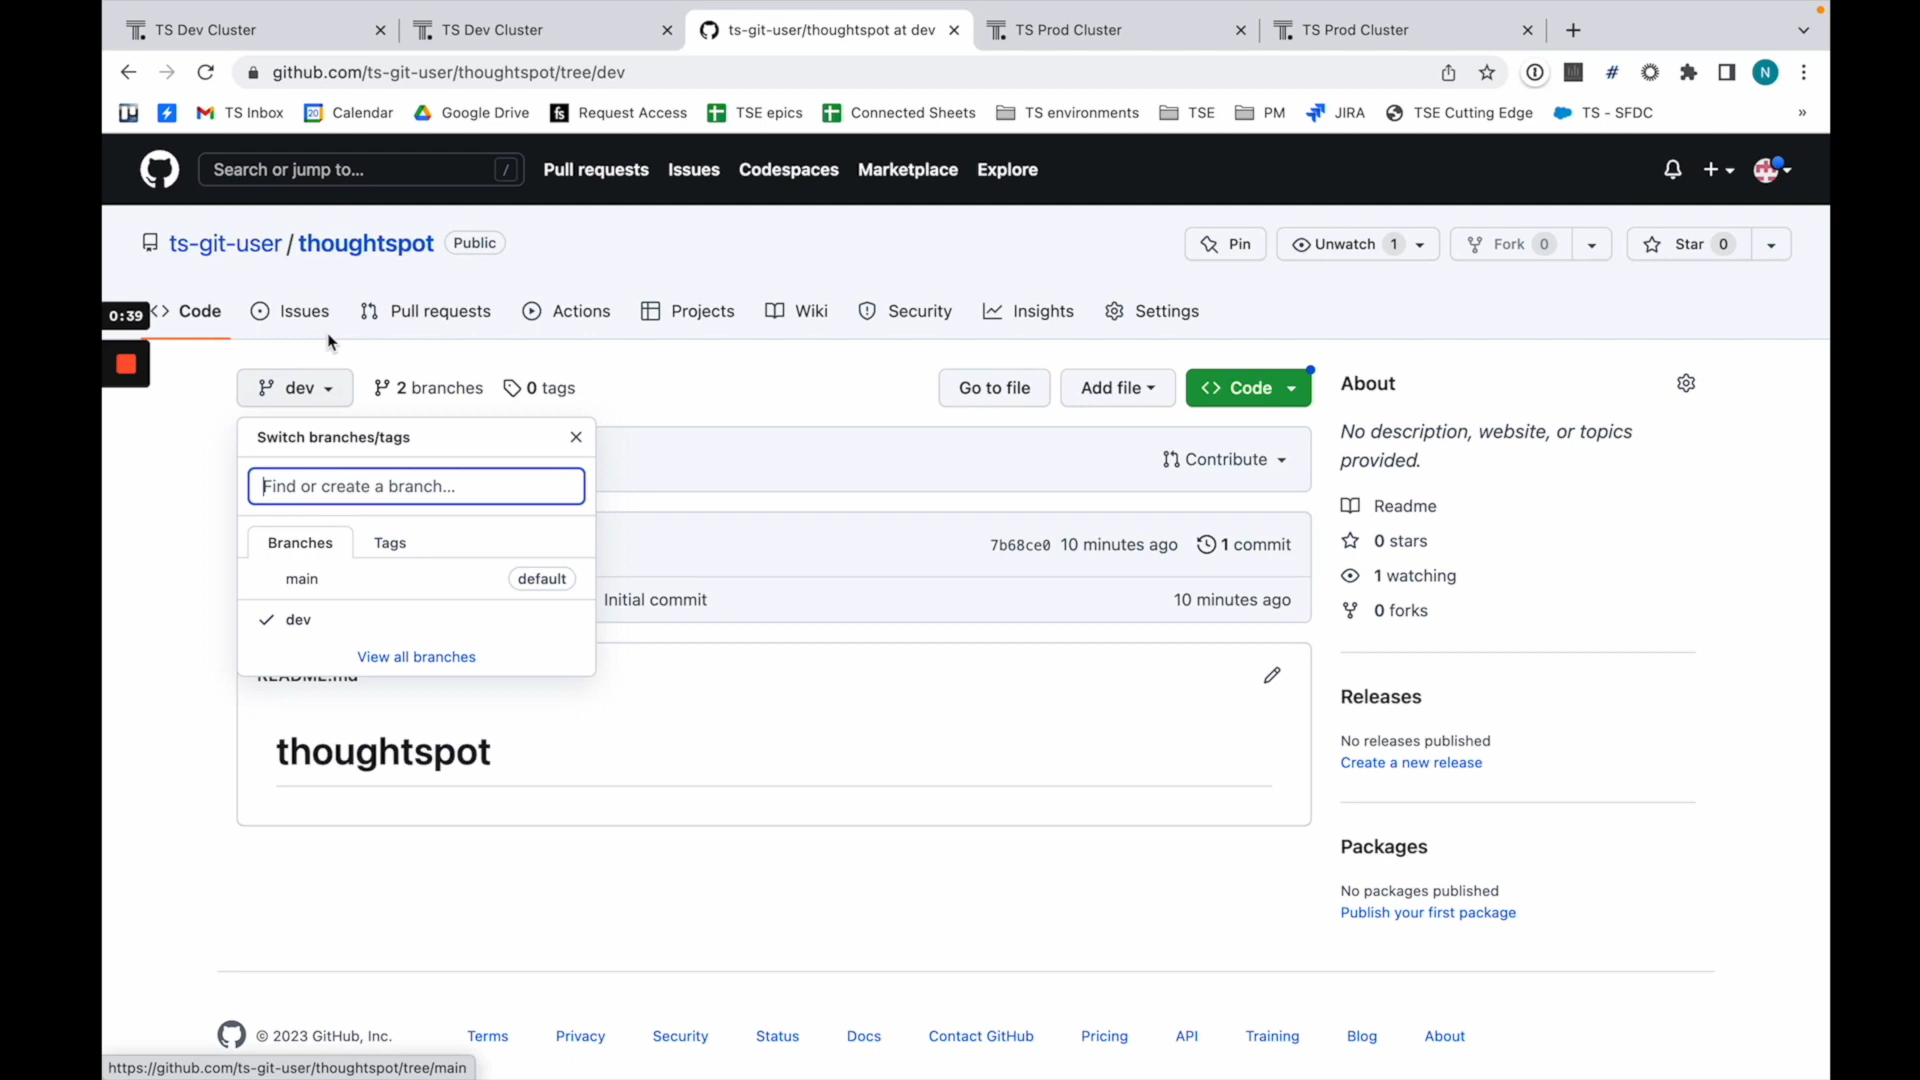 TS Dev Cluster
TS Dev Cluster
ts-git-user/thoughtspot at dev
TS Prod Cluster
TS Prod Cluster
github.com/ts-git-user/thoughtspot/tree/dev
N
TS Inbox
20
Calendar
Google Drive
fs
Request Access
TSE epics
Connected Sheets
TS environments
TSE
PM
JIRA
TSE Cutting Edge
TS - SFDC
»
Search or jump to...
/
Pull requests
Issues
Codespaces
Marketplace
Explore
ts-git-user / thoughtspot
Public
Pin
Unwatch 1
Fork 0
Star 0
0:39
Code
Issues
Pull requests
Actions
Projects
Wiki
Security
Insights
Settings
dev
2 branches
0 tags
Go to file
Add file
Code
About
Switch branches/tags
No description, website, or topics
provided.
Contribute
Find or create a branch...
Readme
Branches
Tags
7b68ce0 10 minutes ago
1 commit
0 stars
main
default
1 watching
Initial commit
10 minutes ago
0 forks
dev
View all branches
README.md
Releases
thoughtspot
No releases published
Create a new release
Packages
No packages published
Publish your first package
© 2023 GitHub, Inc.
Terms
Privacy
Security
Status
Docs
Contact GitHub
Pricing
API
Training
Blog
About
https://github.com/ts-git-user/thoughtspot/tree/main